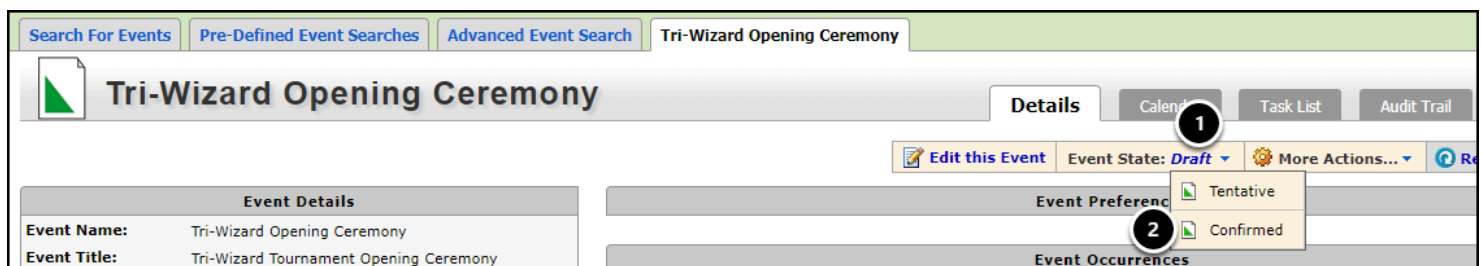 Search For Events Pre-Defined Event Searches Advanced Event Search Tri-Wizard Opening Ceremony
Tri-Wizard Opening Ceremony
Details Task List Audit Trail
1
Edit this Event Event State: Draft More Actions...
Tentative
Event Details Event
2 Confirmed
Event Name: Tri-Wizard Opening Ceremony
Event Title: Tri-Wizard Tournament Opening Ceremony Event Occurrences